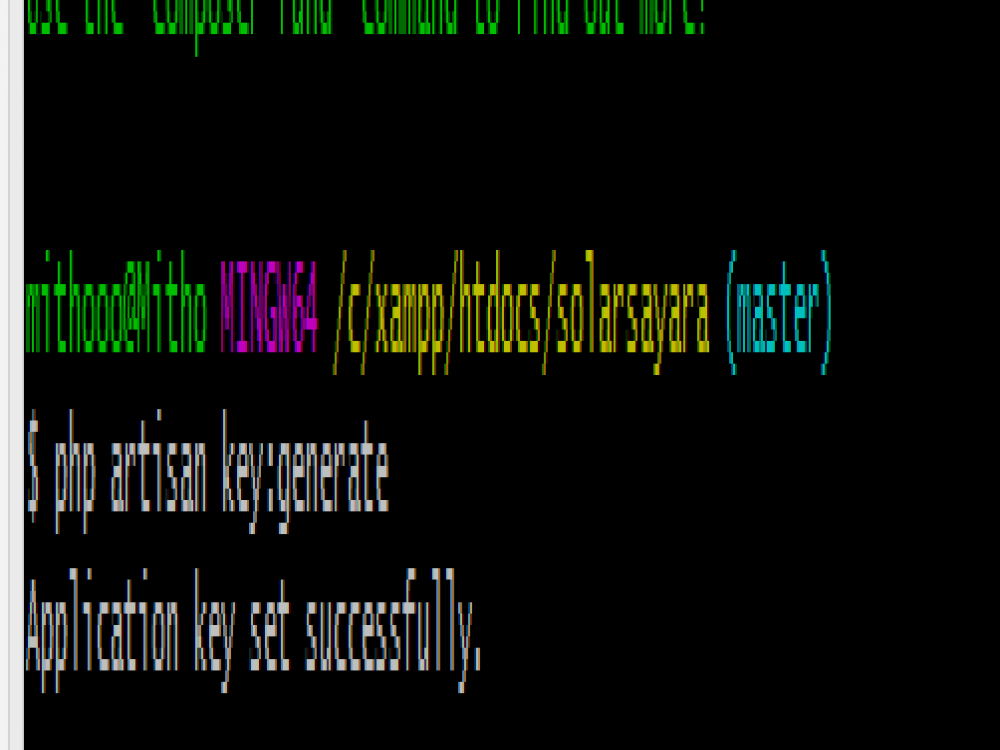 Use the `composer fund` command to find out more!
mithooo@Mitho MINGW64 /c/xampp/htdocs/solarsayara (master)
$ php artisan key:generate
Application key set successfully.